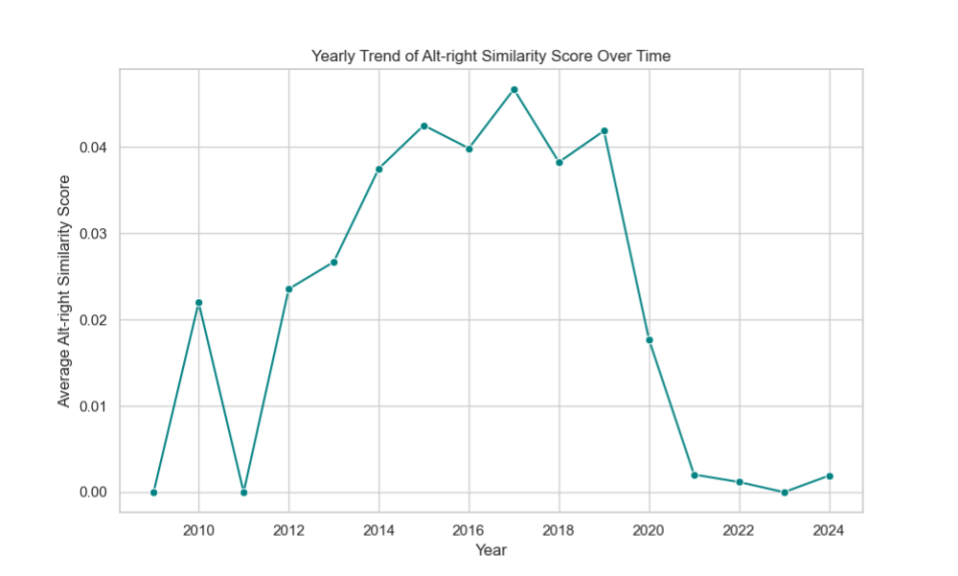 Yearly Trend of Alt-right Similarity Score Over Time
Average Alt-right Similarity Score
0.04
0.03
0.02
0.01
0.00
2010 2012 2014 2016 2018 2020 2022 2024
Year